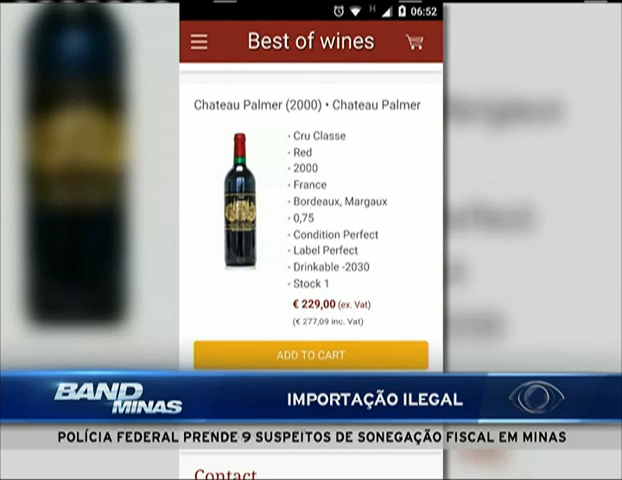 H 06:52
Best of wines
Chateau Palmer (2000) • Chateau Palmer
- Cru Classe
- Red
- 2000
- France
- Bordeaux, Margaux
- 0,75
- Condition Perfect
- Label Perfect
- Drinkable -2030
- Stock 1
€ 229,00 (ex. Vat)
(€ 277,09 inc. Vat)
ADD TO CART
BAND MINAS
IMPORTAÇÃO ILEGAL
POLÍCIA FEDERAL PRENDE 9 SUSPEITOS DE SONEGAÇÃO FISCAL EM MINAS
Contact